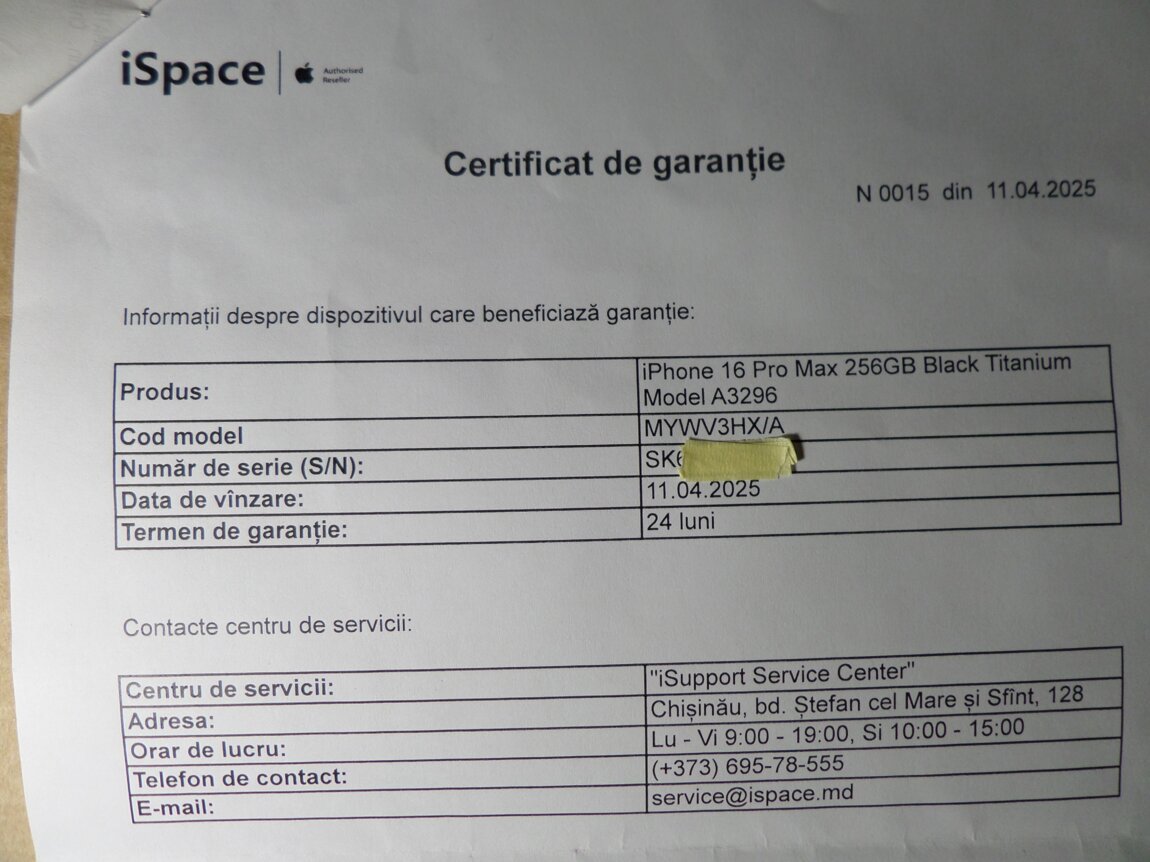 iSpace
Authorised
Reseller
Certificat de garanție
N 0015 din 11.04.2025
Informații despre dispozitivul care beneficiază garanție:
Produs:
iPhone 16 Pro Max 256GB Black Titanium
Model A3296
Cod model
MYWV3HX/A
Număr de serie (S/N):
SK6
Data de vînzare:
11.04.2025
Termen de garanție:
24 luni
Contacte centru de servicii:
Centru de servicii:
"iSupport Service Center"
Adresa:
Chișinău, bd. Ștefan cel Mare și Sfînt, 128
Orar de lucru:
Lu - Vi 9:00 - 19:00, Si 10:00 - 15:00
Telefon de contact:
(+373) 695-78-555
E-mail:
service@ispace.md